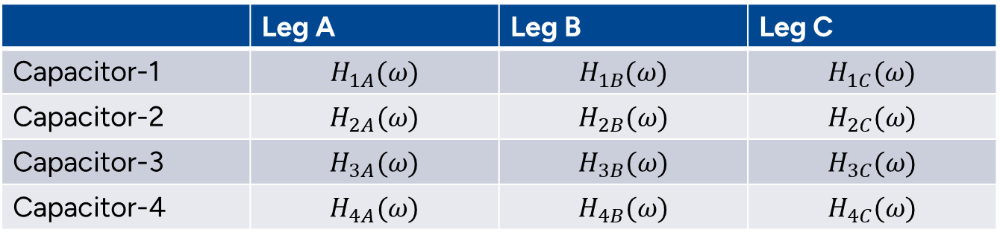 Leg A Leg B Leg C
Capacitor-1 H₁A(ω) H₁B(ω) H₁C(ω)
Capacitor-2 H₂A(ω) H₂B(ω) H₂C(ω)
Capacitor-3 H₃A(ω) H₃B(ω) H₃C(ω)
Capacitor-4 H₄A(ω) H₄B(ω) H₄C(ω)